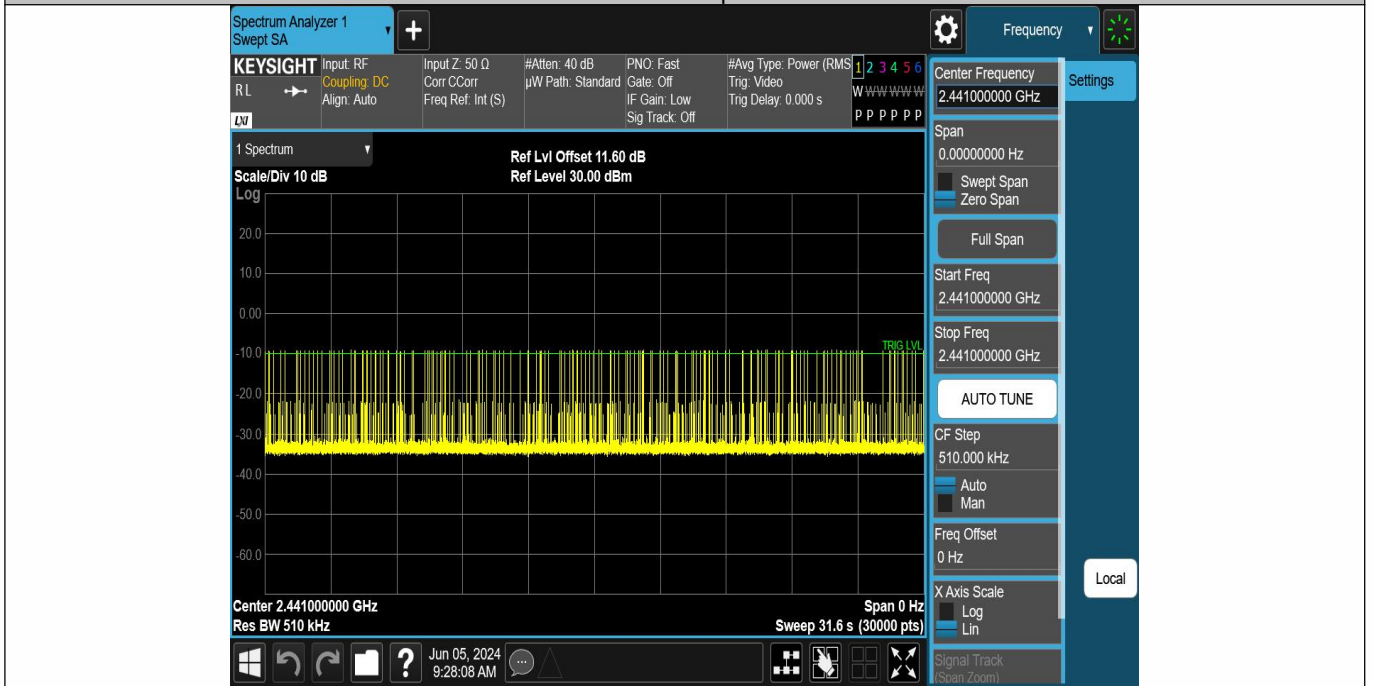 Spectrum Analyzer 1
Swept SA
+
Frequency
KEYSIGHT
RL
LXI
Input: RF
Coupling: DC
Align: Auto
Input Z: 50 Ω
Corr CCorr
Freq Ref: Int (S)
#Atten: 40 dB
µW Path: Standard
PNO: Fast
Gate: Off
IF Gain: Low
Sig Track: Off
#Avg Type: Power (RMS
Trig: Video
Trig Delay: 0.000 s
1 2 3 4 5 6
W W W W W W
P P P P P P
Center Frequency
2.441000000 GHz
Settings
Span
0.00000000 Hz
Swept Span
Zero Span
Full Span
Start Freq
2.441000000 GHz
Stop Freq
2.441000000 GHz
AUTO TUNE
CF Step
510.000 kHz
Auto
Man
Freq Offset
0 Hz
X Axis Scale
Log
Lin
Signal Track
(Span Zoom)
Local
1 Spectrum
Scale/Div 10 dB
Ref Lvl Offset 11.60 dB
Ref Level 30.00 dBm
Log
20.0
10.0
0.00
-10.0
-20.0
-30.0
-40.0
-50.0
-60.0
TRIG LVL
Center 2.441000000 GHz
Res BW 510 kHz
Span 0 Hz
Sweep 31.6 s (30000 pts)
?
Jun 05, 2024
9:28:08 AM